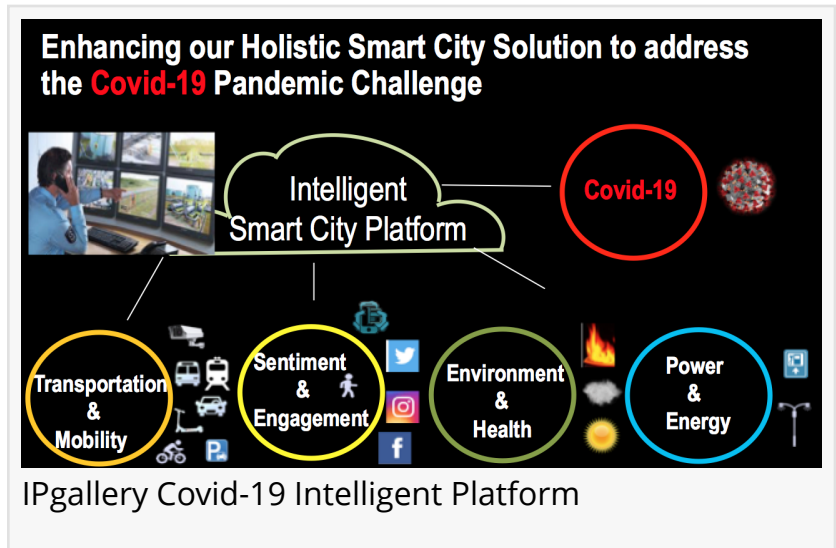 Enhancing our Holistic Smart City Solution to address
the Covid-19 Pandemic Challenge
Intelligent
Smart City Platform
Covid-19
Transportation
&
Mobility
Sentiment
&
Engagement
Environment
&
Health
Power
&
Energy
IPgallery Covid-19 Intelligent Platform